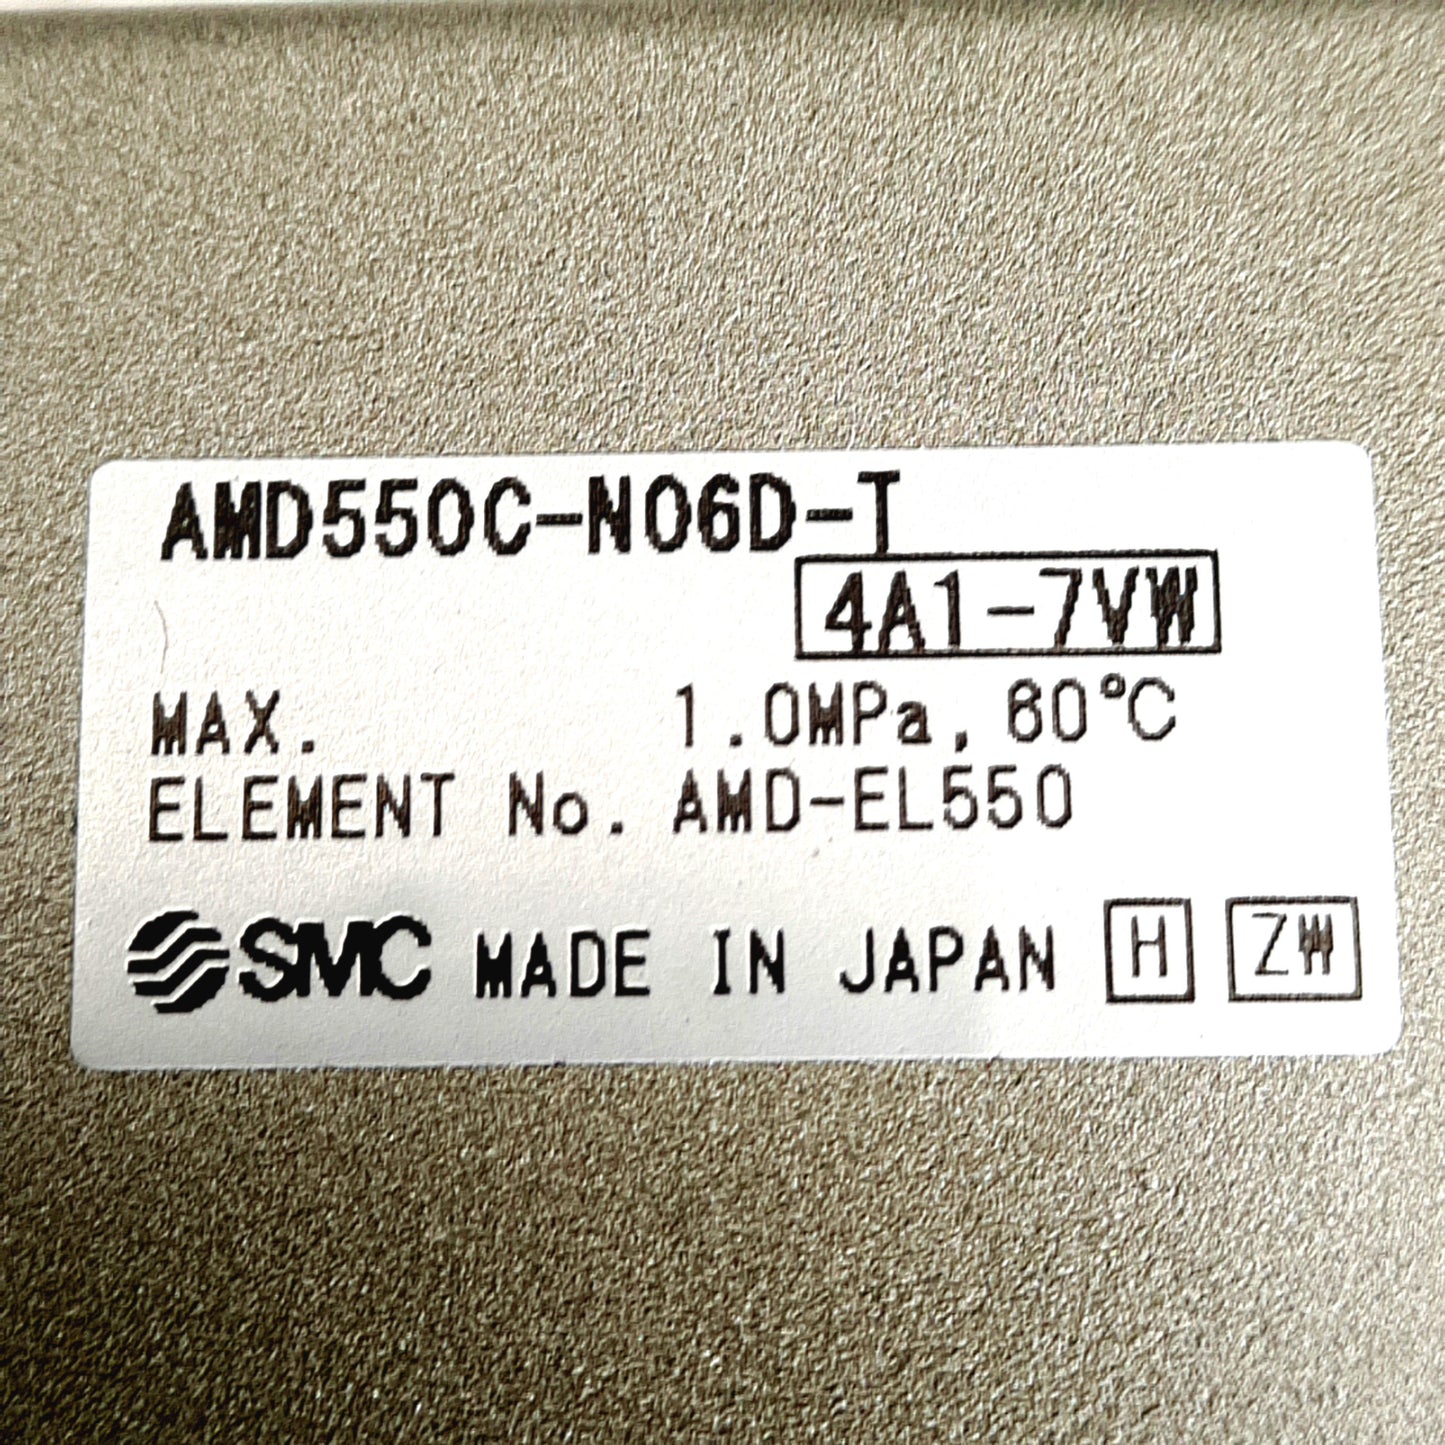 AMD550C-N06D-T
4A1-7VW
MAX. 1.0MPa, 60°C
ELEMENT No. AMD-EL550
SMC MADE IN JAPAN H ZW